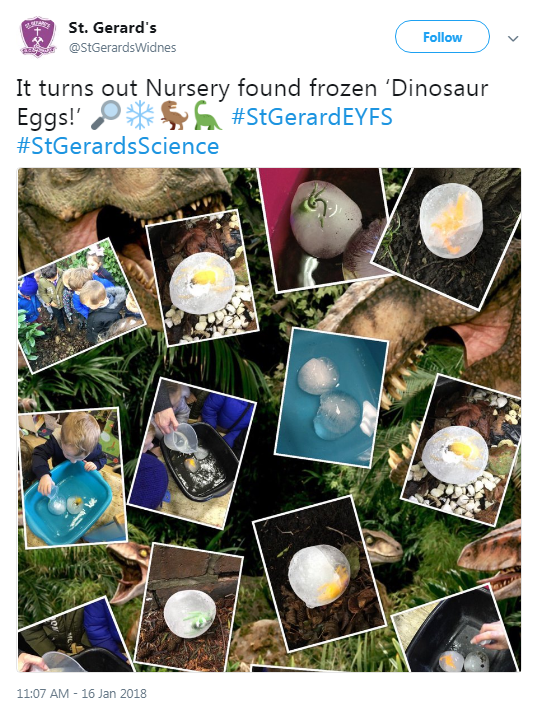 St. Gerard's
@StGerardsWidnes
Follow
It turns out Nursery found frozen ‘Dinosaur
Eggs!’ 🔎❄️🦖🦕 #StGerardEYFS
#StGerardsScience
11:07 AM - 16 Jan 2018